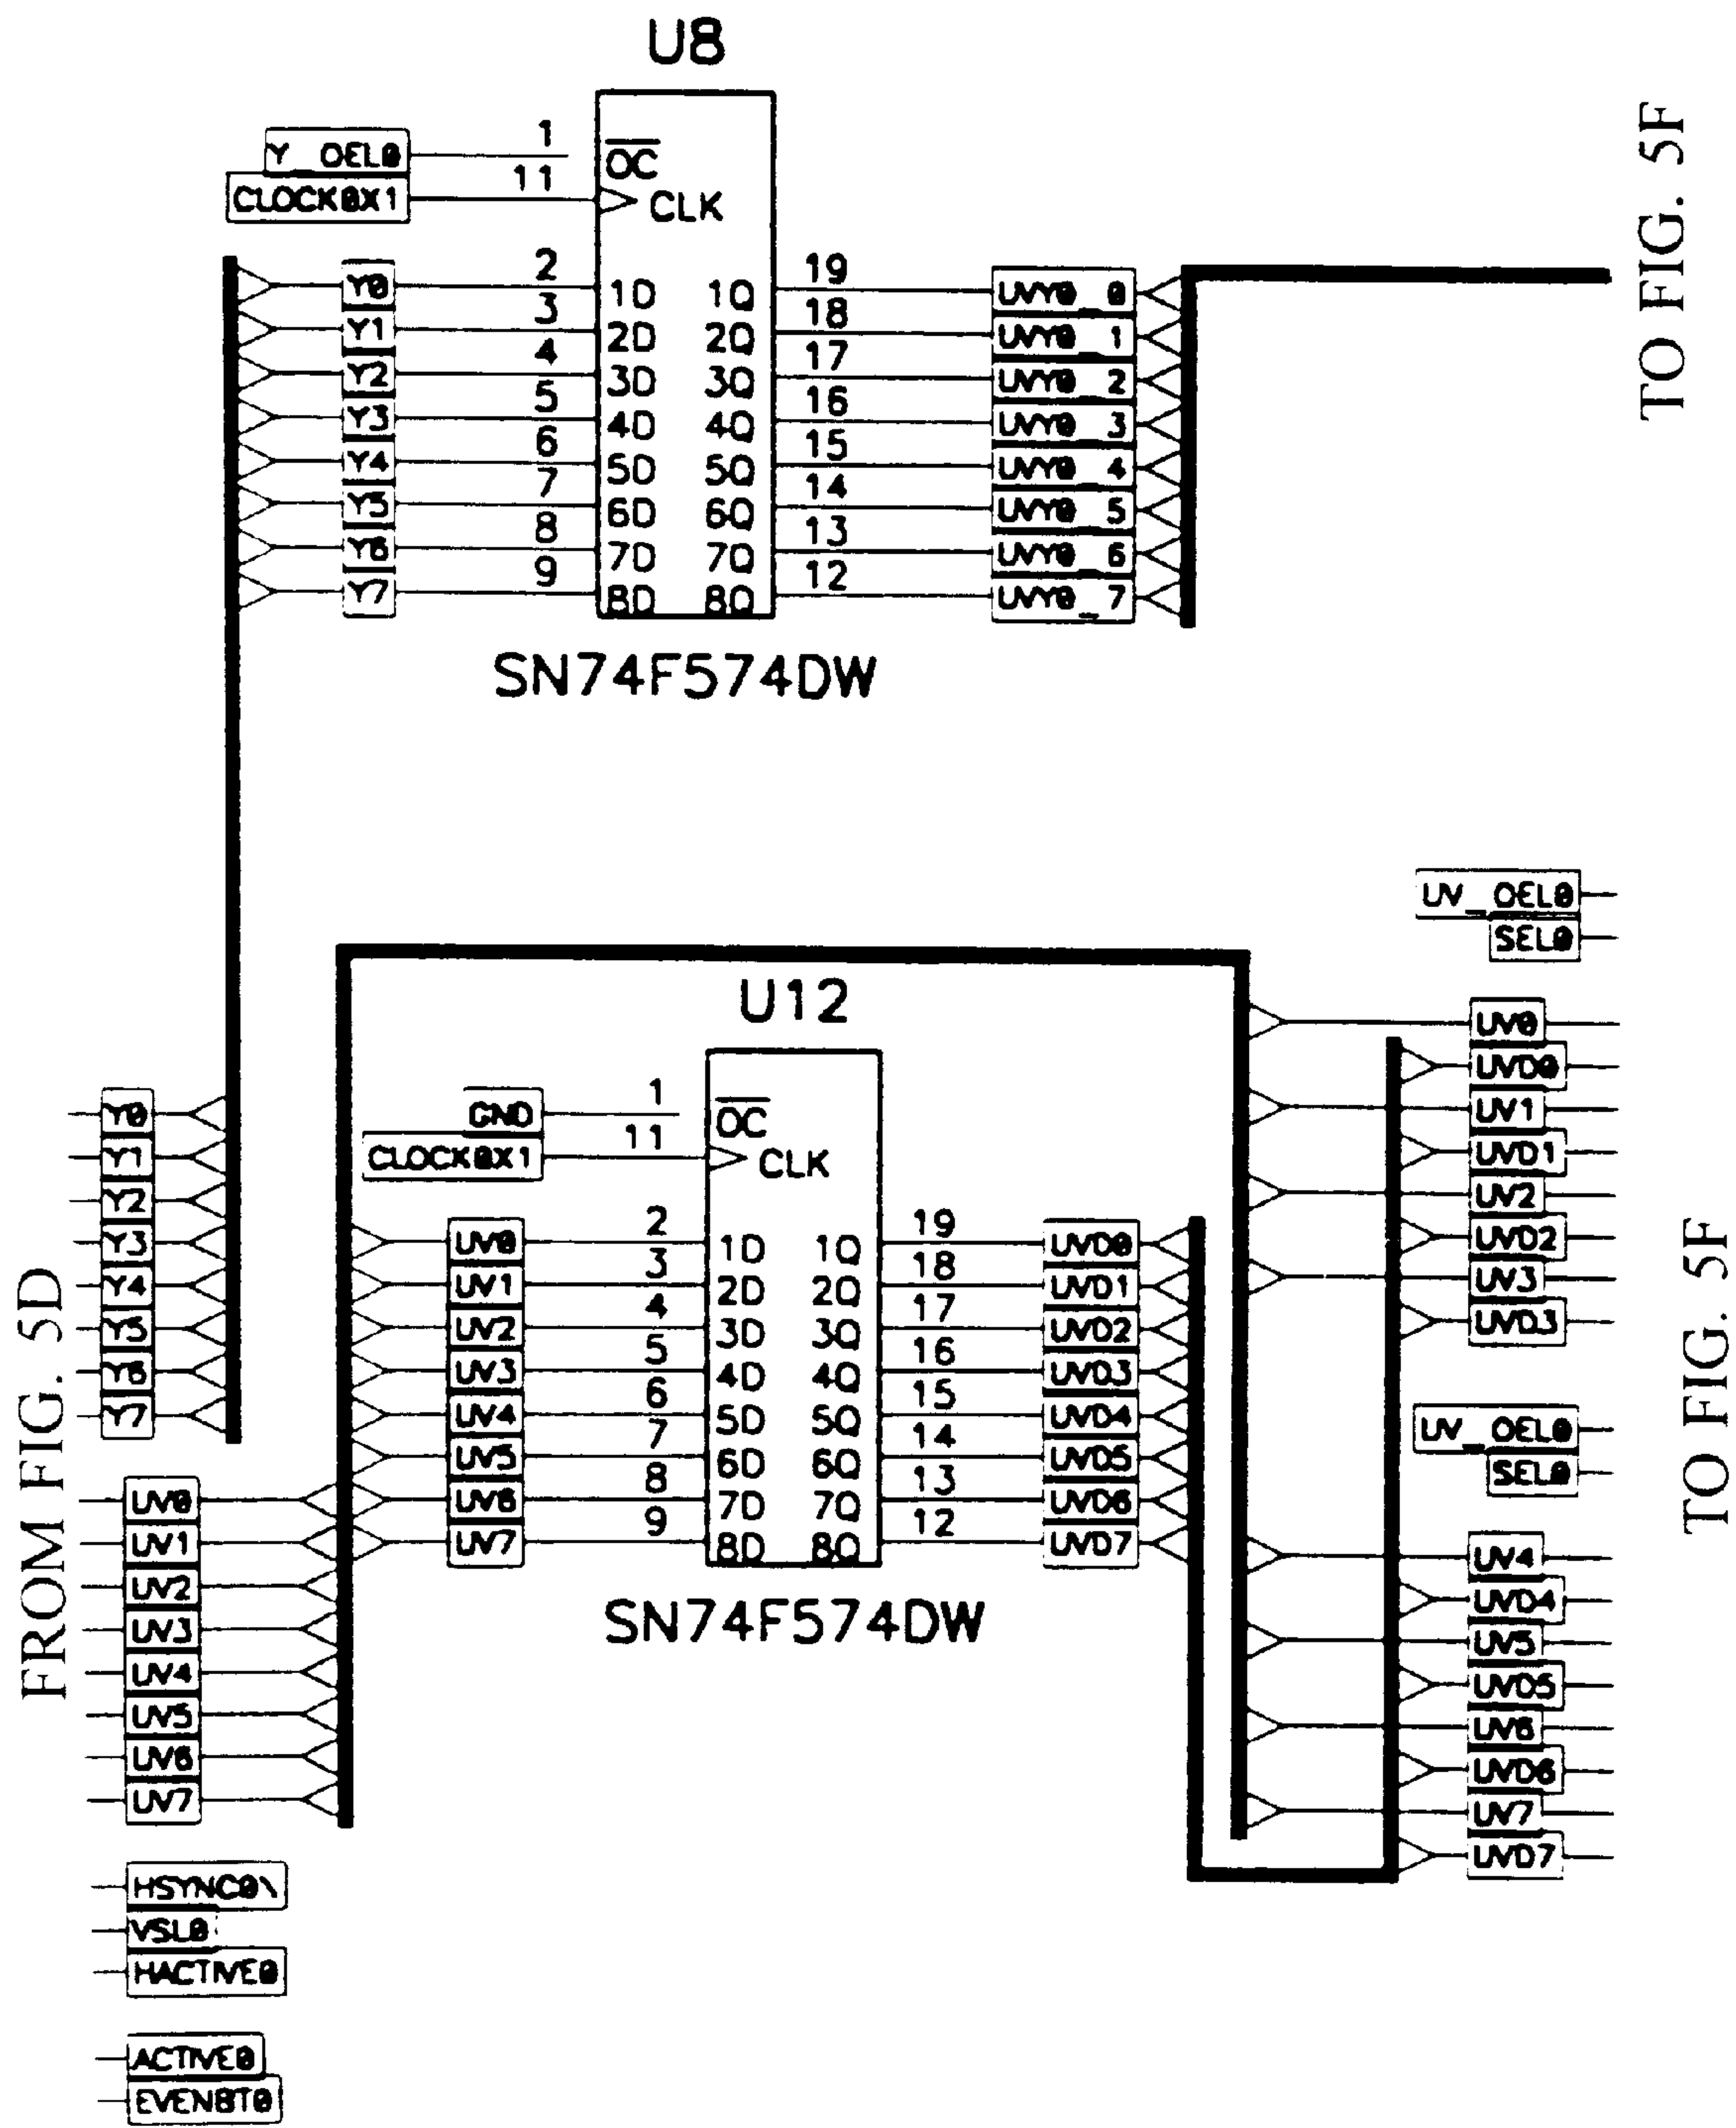 U8
Y_OEL0
1
OC
CLOCK0X1
11
CLK
Y0 2 1D 1Q 19 UVY0_0
Y1 3 2D 2Q 18 UVY0_1
Y2 4 3D 3Q 17 UVY0_2
Y3 5 4D 4Q 16 UVY0_3
Y4 6 5D 5Q 15 UVY0_4
Y5 7 6D 6Q 14 UVY0_5
Y6 8 7D 7Q 13 UVY0_6
Y7 9 8D 8Q 12 UVY0_7
SN74F574DW
TO FIG. 5F
U12
GND
1
OC
CLOCK0X1
11
CLK
UV0 2 1D 1Q 19 UVD0
UV1 3 2D 2Q 18 UVD1
UV2 4 3D 3Q 17 UVD2
UV3 5 4D 4Q 16 UVD3
UV4 6 5D 5Q 15 UVD4
UV5 7 6D 6Q 14 UVD5
UV6 8 7D 7Q 13 UVD6
UV7 9 8D 8Q 12 UVD7
SN74F574DW
FROM FIG. 5D
Y0
Y1
Y2
Y3
Y4
Y5
Y6
Y7
UV0
UV1
UV2
UV3
UV4
UV5
UV6
UV7
HSYNC0\
VSL0
HACTIVE0
ACTIVE0
EVENBT0
UV_OEL0
SEL0
UV0
UVD0
UV1
UVD1
UV2
UVD2
UV3
UVD3
UV_OEL0
SEL0
UV4
UVD4
UV5
UVD5
UV6
UVD6
UV7
UVD7
TO FIG. 5F